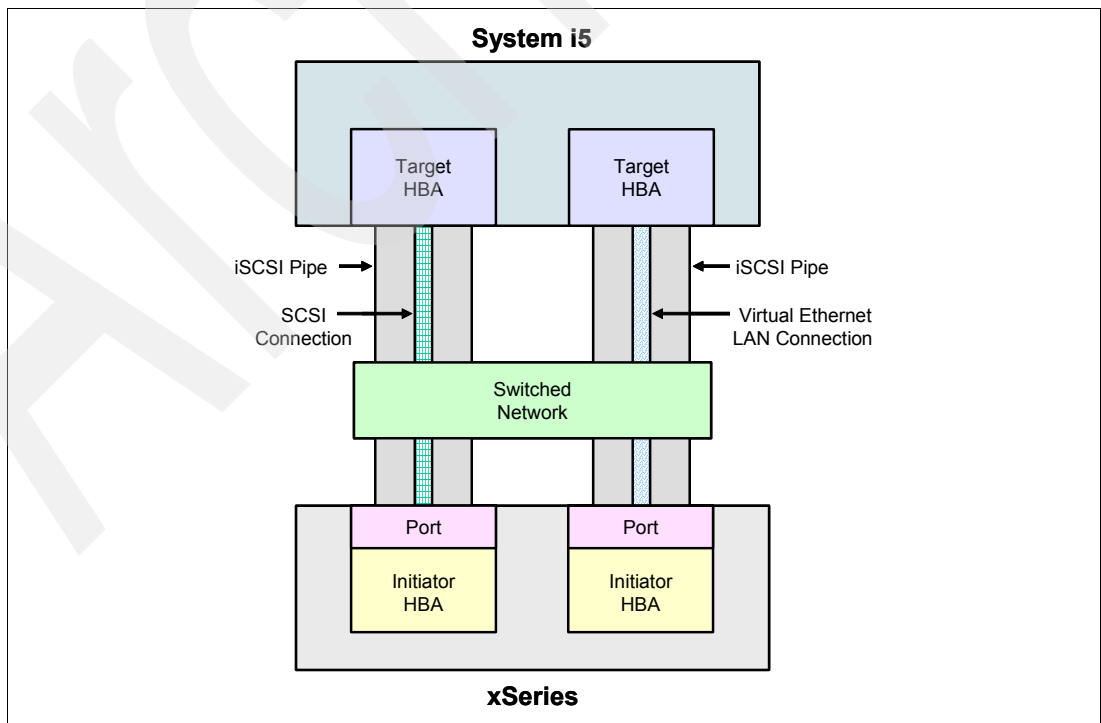 System i5
Target
HBA
Target
HBA
iSCSI Pipe
iSCSI Pipe
SCSI
Connection
Virtual Ethernet
LAN Connection
Switched
Network
Port
Port
Initiator
HBA
Initiator
HBA
xSeries